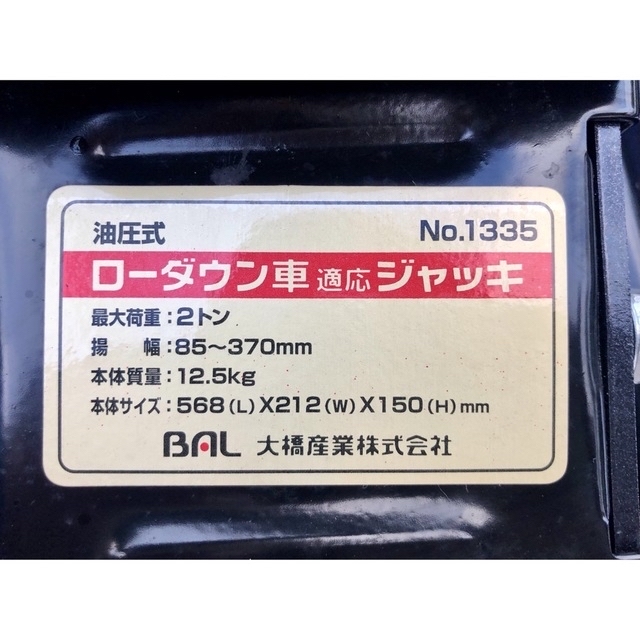 油圧式 No.1335
ローダウン車適応ジャッキ
最大荷重：2トン
揚　幅：85～370mm
本体質量：12.5kg
本体サイズ：568(L)X212(W)X150(H)mm
BAL 大橋産業株式会社